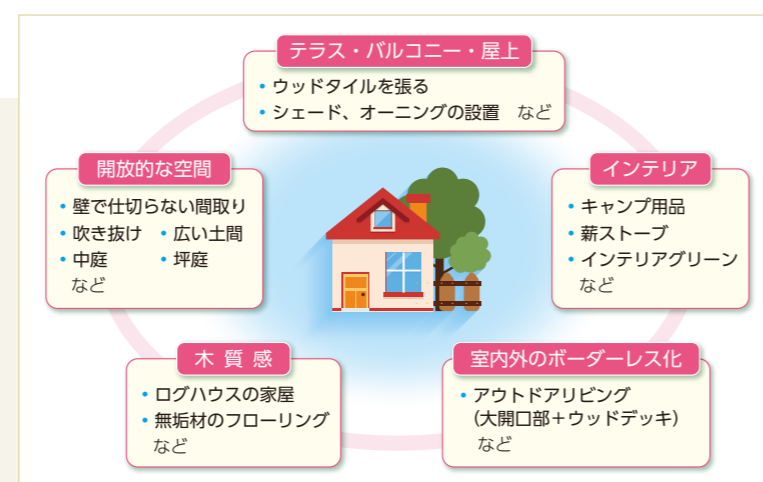 テラス・バルコニー・屋上
・ウッドタイルを張る
・シェード、オーニングの設置　など
開放的な空間
・壁で仕切らない間取り
・吹き抜け　・広い土間
・中庭　・坪庭
など
インテリア
・キャンプ用品
・薪ストーブ
・インテリアグリーン
など
木 質 感
・ログハウスの家屋
・無垢材のフローリング
など
室内外のボーダーレス化
・アウトドアリビング
（大開口部＋ウッドデッキ）
など